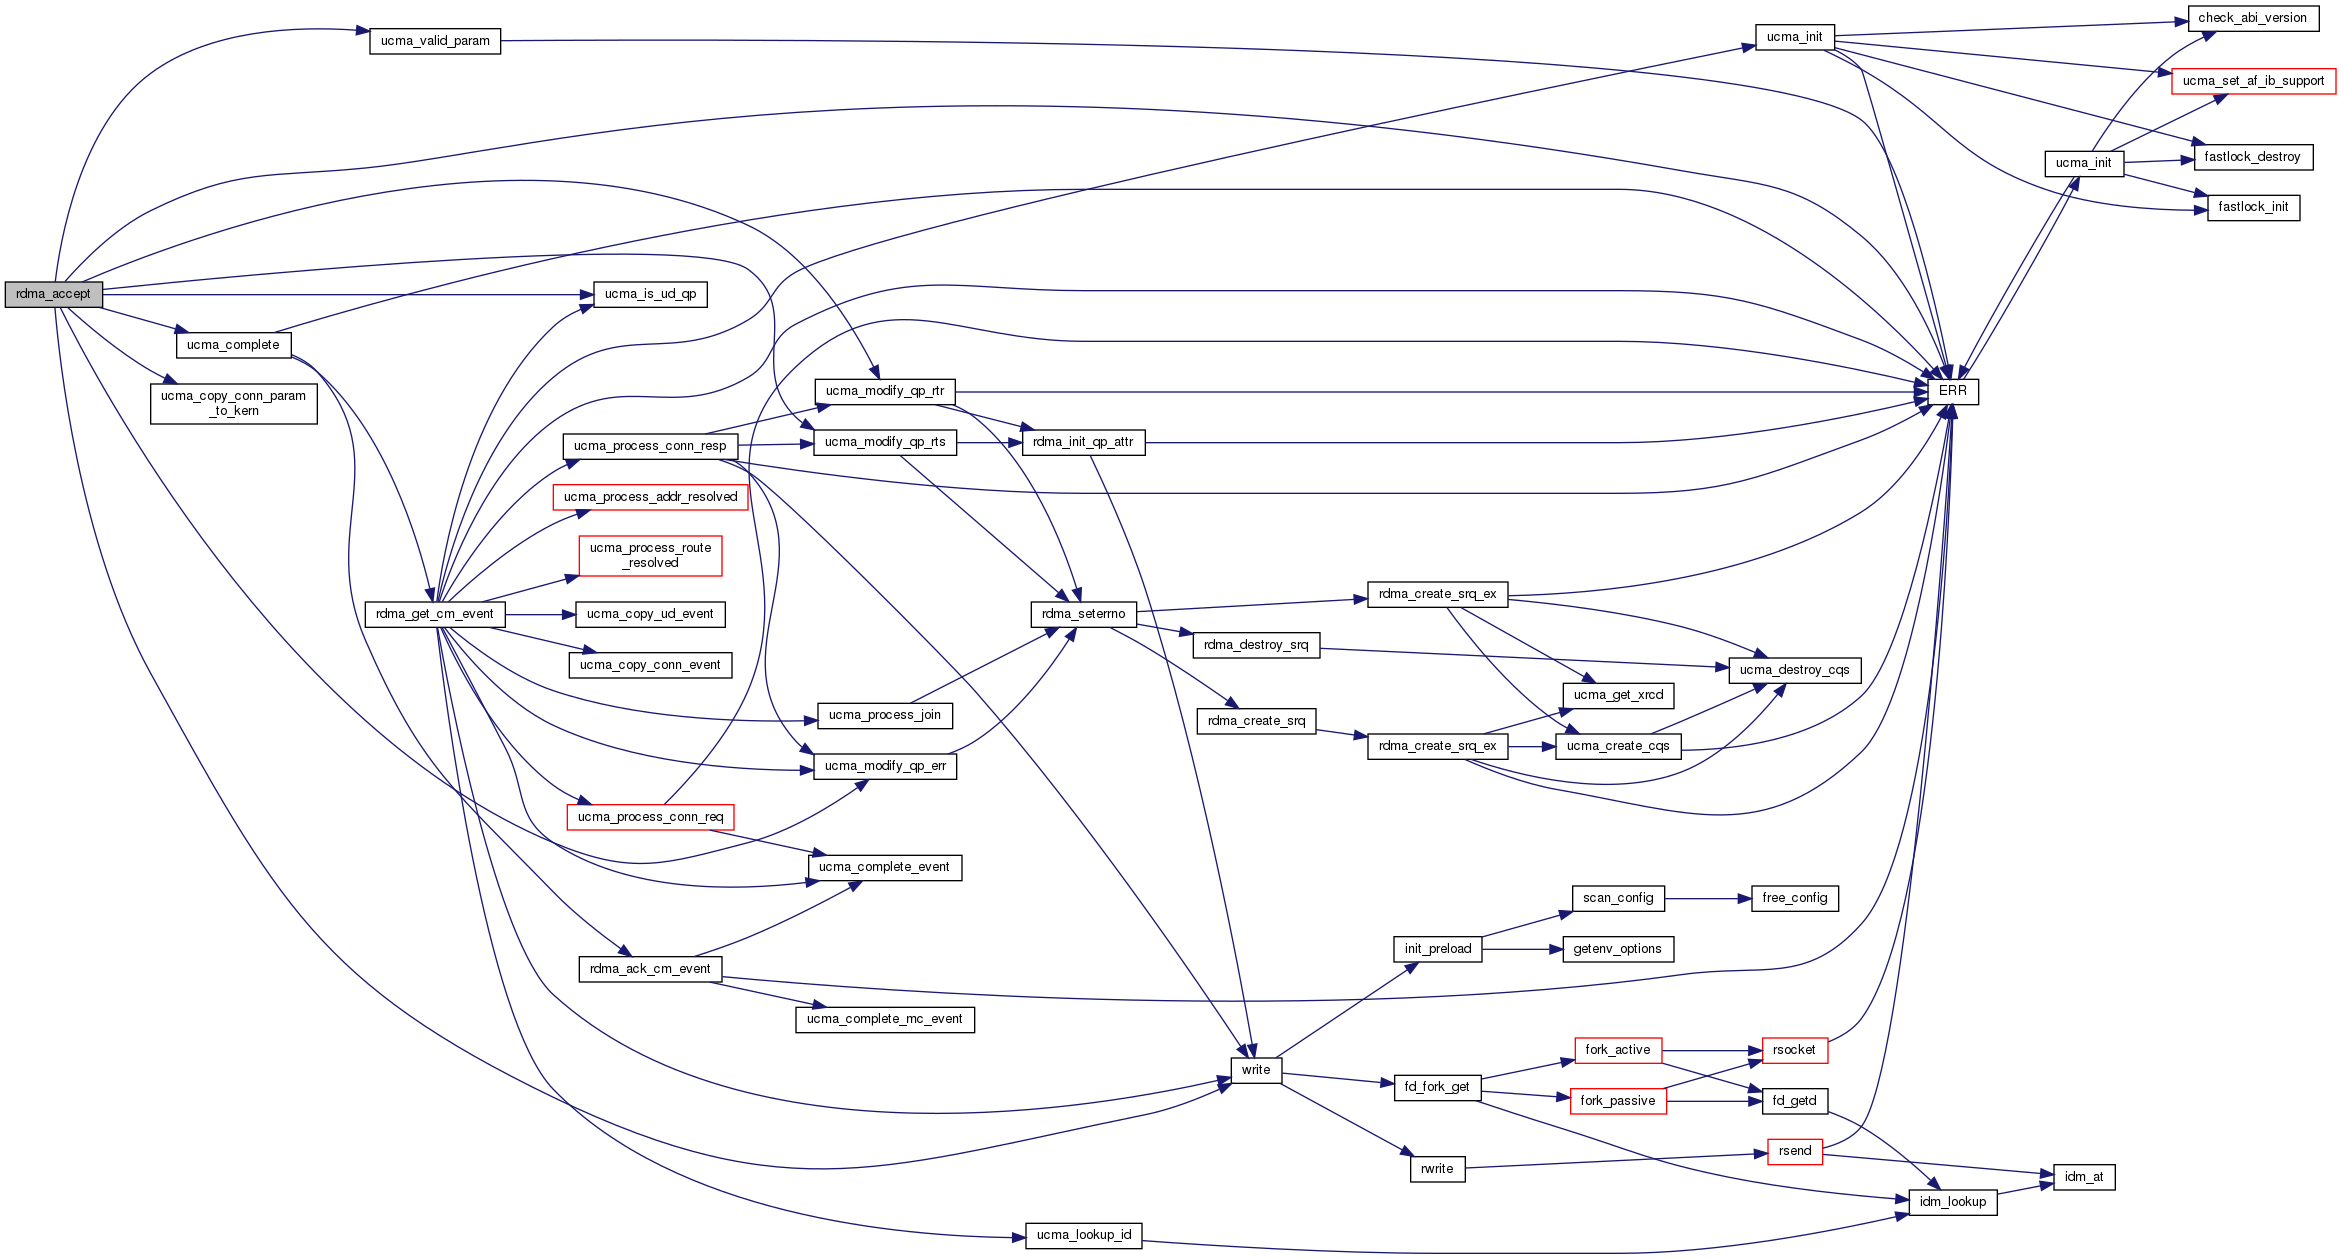 check_abi_version
ucma_init
ucma_valid_param
ucma_set_af_ib_support
fastlock_destroy
ucma_init
fastlock_init
rdma_accept
ucma_is_ud_qp
ucma_complete
ucma_copy_conn_param
_to_kern
ucma_modify_qp_rtr
ERR
ucma_process_conn_resp
ucma_modify_qp_rts
rdma_init_qp_attr
ucma_process_addr_resolved
ucma_process_route
_resolved
rdma_get_cm_event
ucma_copy_ud_event
rdma_seterrno
rdma_create_srq_ex
rdma_destroy_srq
ucma_copy_conn_event
ucma_destroy_cqs
ucma_get_xrcd
ucma_process_join
rdma_create_srq
rdma_create_srq_ex
ucma_create_cqs
ucma_modify_qp_err
ucma_process_conn_req
ucma_complete_event
scan_config
free_config
init_preload
getenv_options
rdma_ack_cm_event
ucma_complete_mc_event
fork_active
rsocket
write
fd_fork_get
fork_passive
fd_getd
rsend
rwrite
idm_at
idm_lookup
ucma_lookup_id